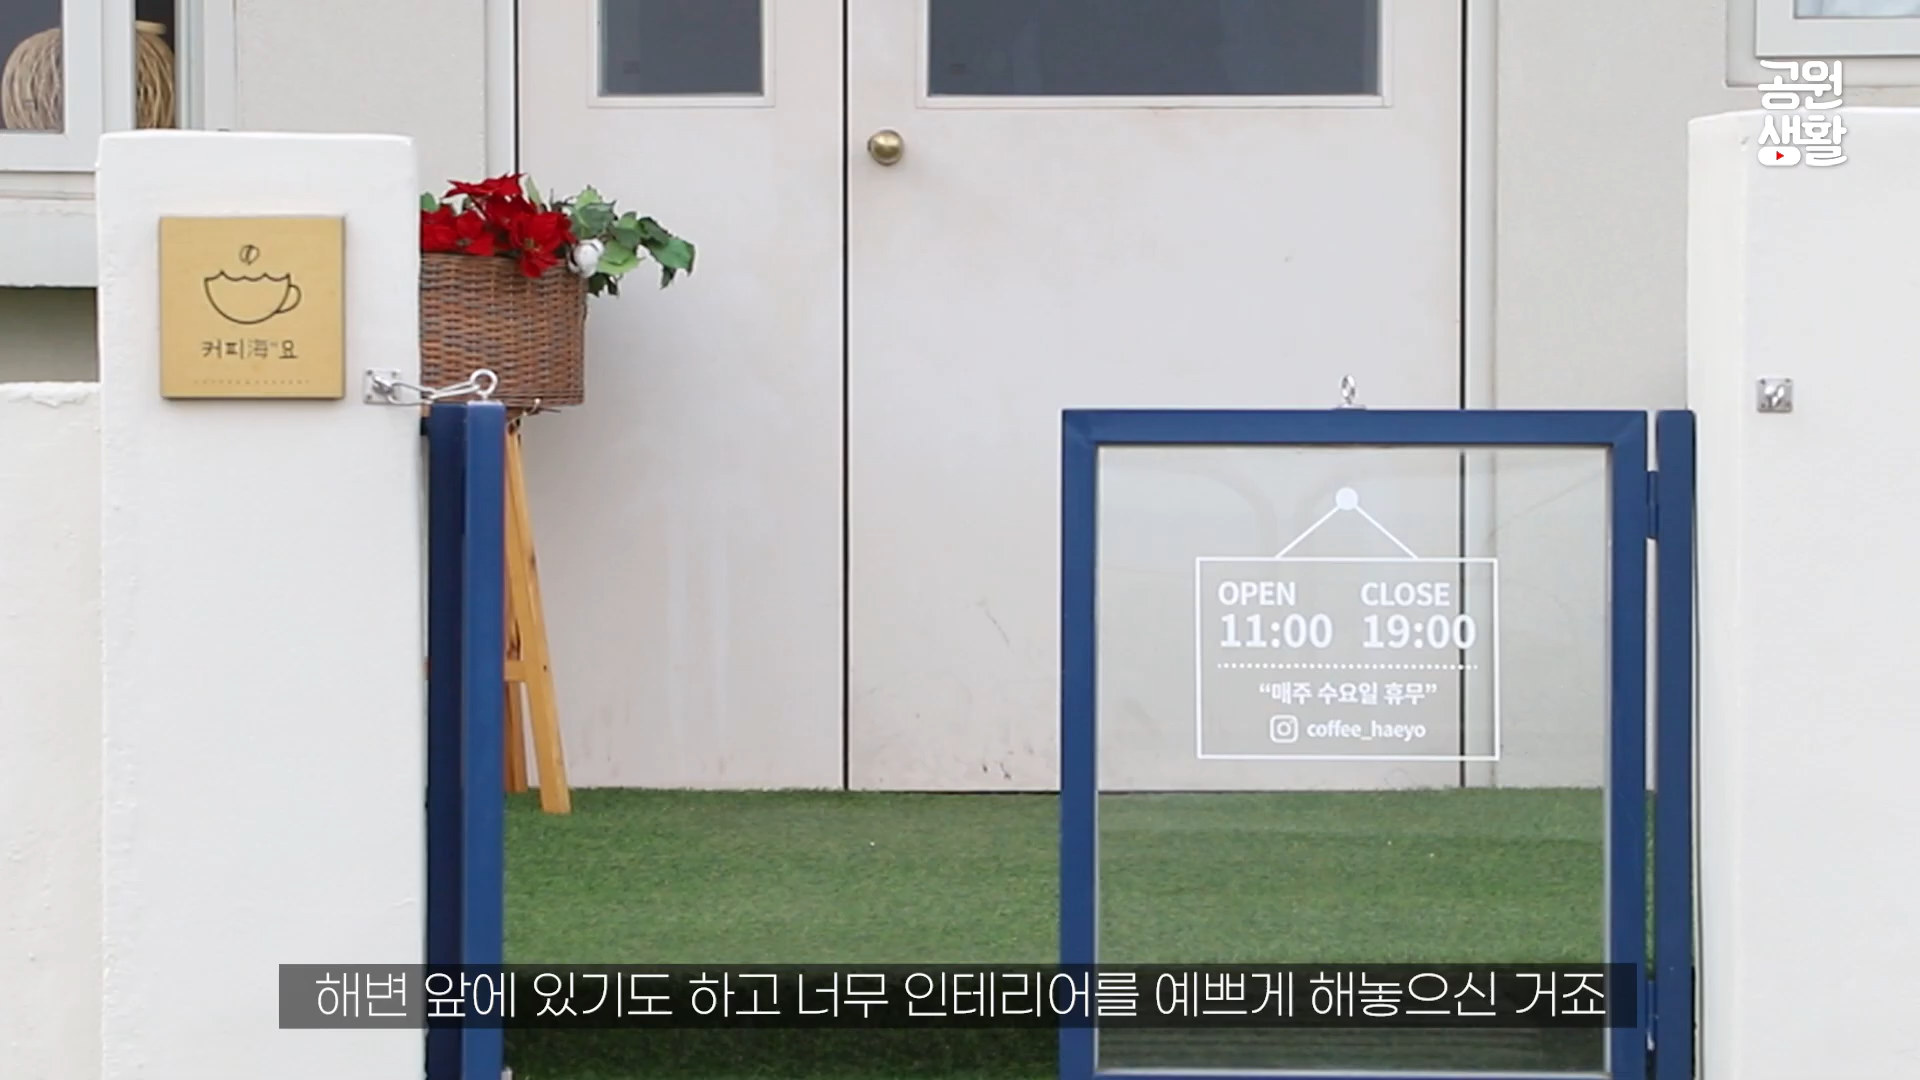 공원
생활
커피海요
OPEN CLOSE
11:00 19:00
“매주 수요일 휴무”
coffee_haeyo
해변 앞에 있기도 하고 너무 인테리어를 예쁘게 해놓으신 거죠